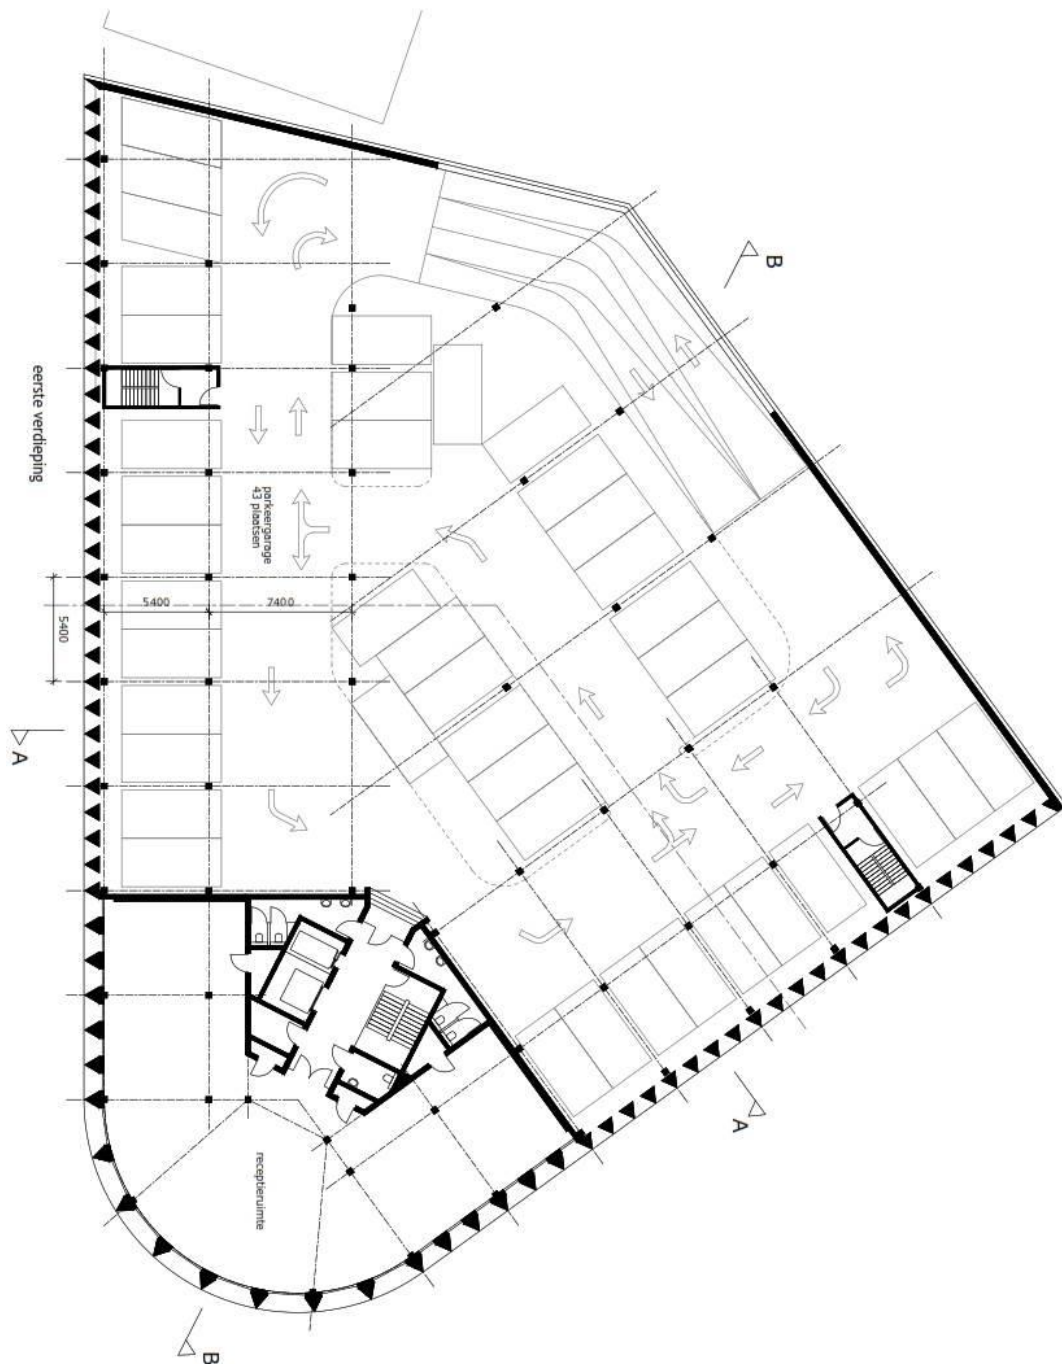 B
eerste verdieping
parkeergarage
43 plaatsen
5400
7400
5400
A
A
receptieruimte
B